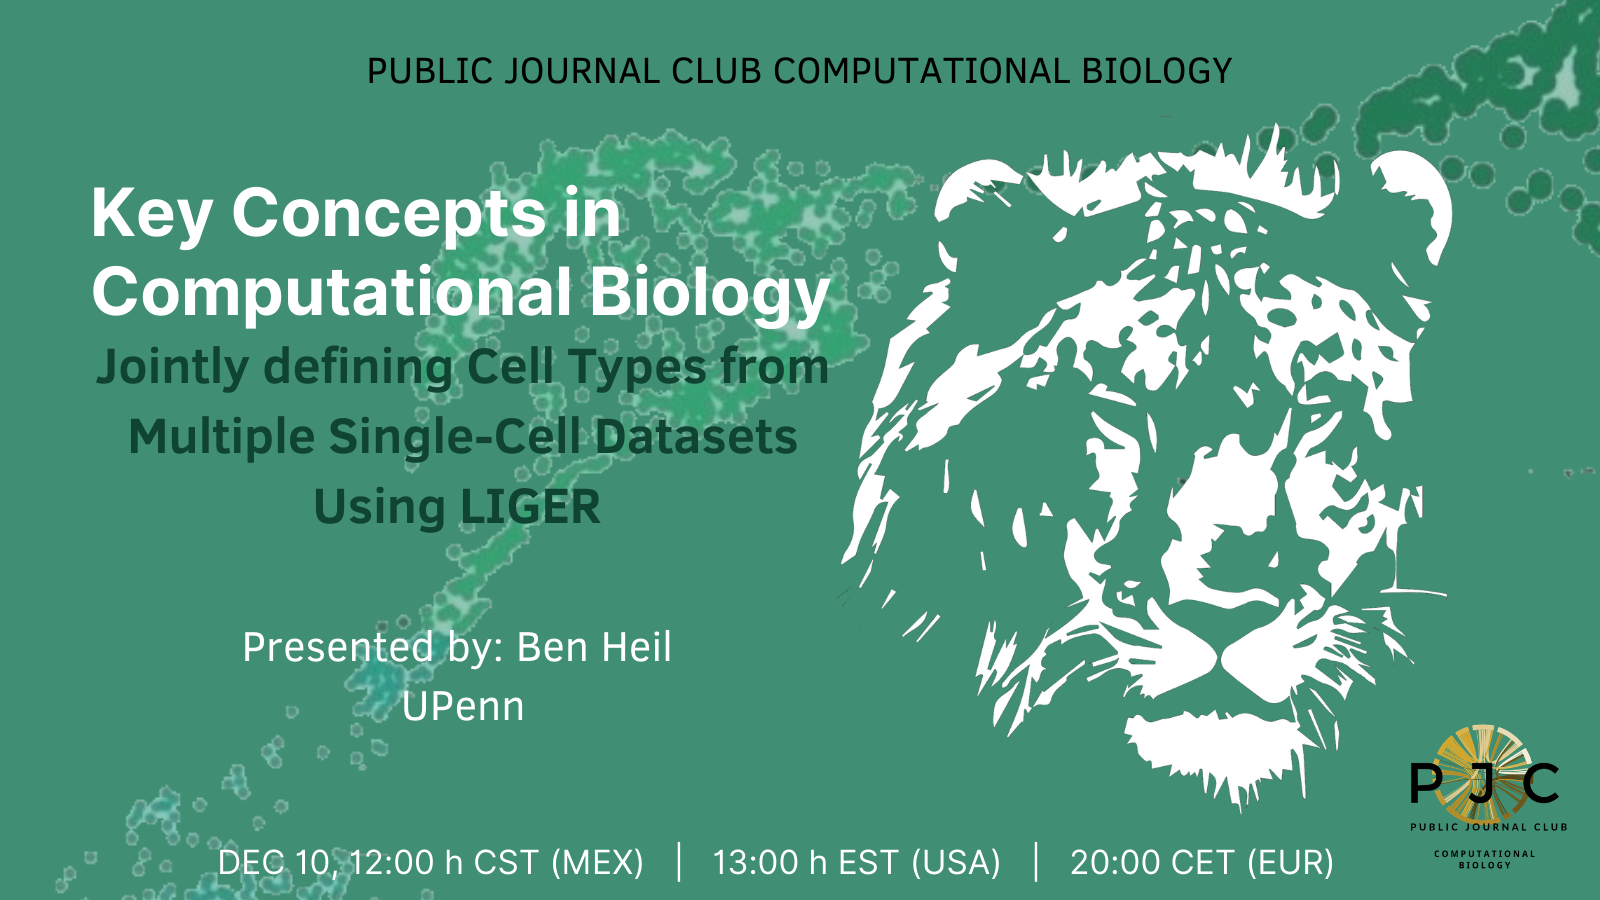 PUBLIC JOURNAL CLUB COMPUTATIONAL BIOLOGY
Key Concepts in
Computational Biology
Jointly defining Cell Types from
Multiple Single-Cell Datasets
Using LIGER
Presented by: Ben Heil
UPenn
DEC 10, 12:00 h CST (MEX) | 13:00 h EST (USA) | 20:00 CET (EUR)
P J C
PUBLIC JOURNAL CLUB
COMPUTATIONAL
BIOLOGY